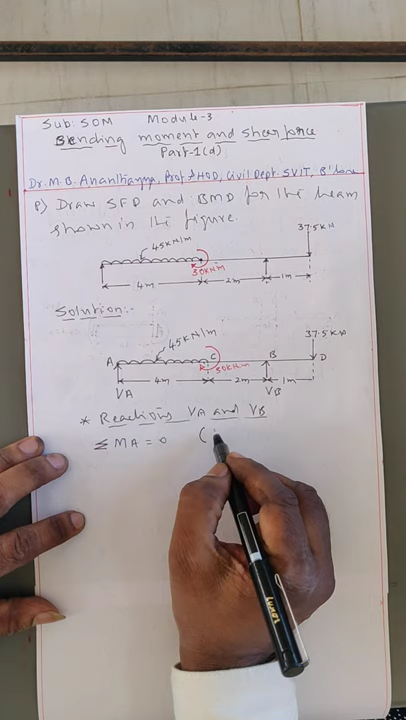 Sub: SOM Module-3
Bending moment and shear force
Part-1(d)
Dr. M. B. Ananthayya, Prof & HOD, Civil Dept. SVIT, B'lore
P) Draw SFD and BMD for the beam
shown in the figure.
37.5KN
45KN/m
30KNm
4m 2m 1m
Solution:-
45KN/m 37.5KN
A C B D
30KNm
4m 2m 1m
VA VB
* Reactions VA and VB
Σ MA = 0 (